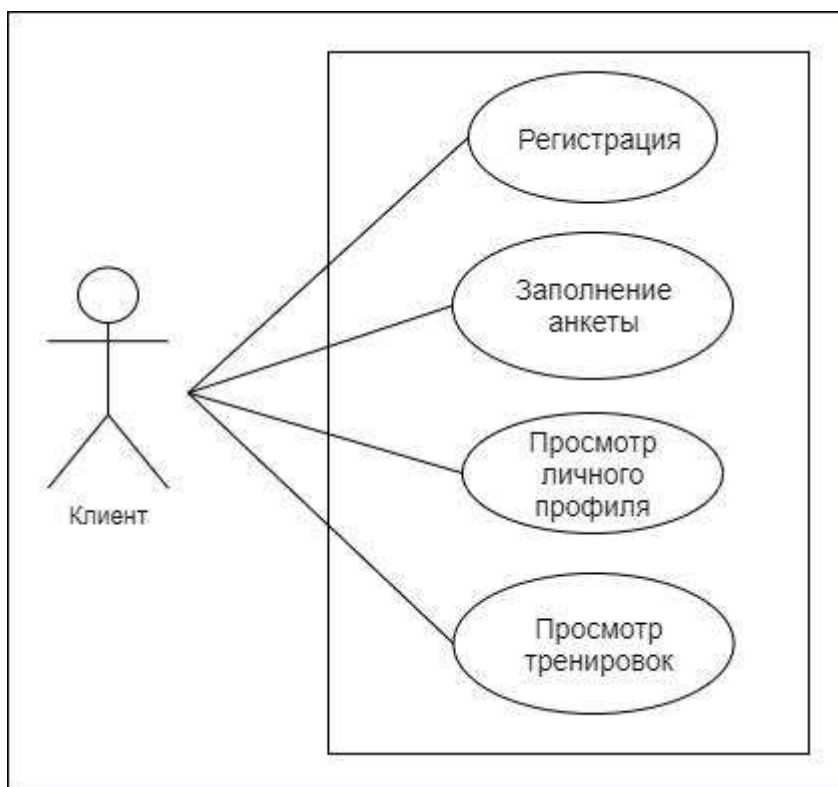 Регистрация
Заполнение
анкеты
Просмотр
личного
профиля
Клиент
Просмотр
тренировок